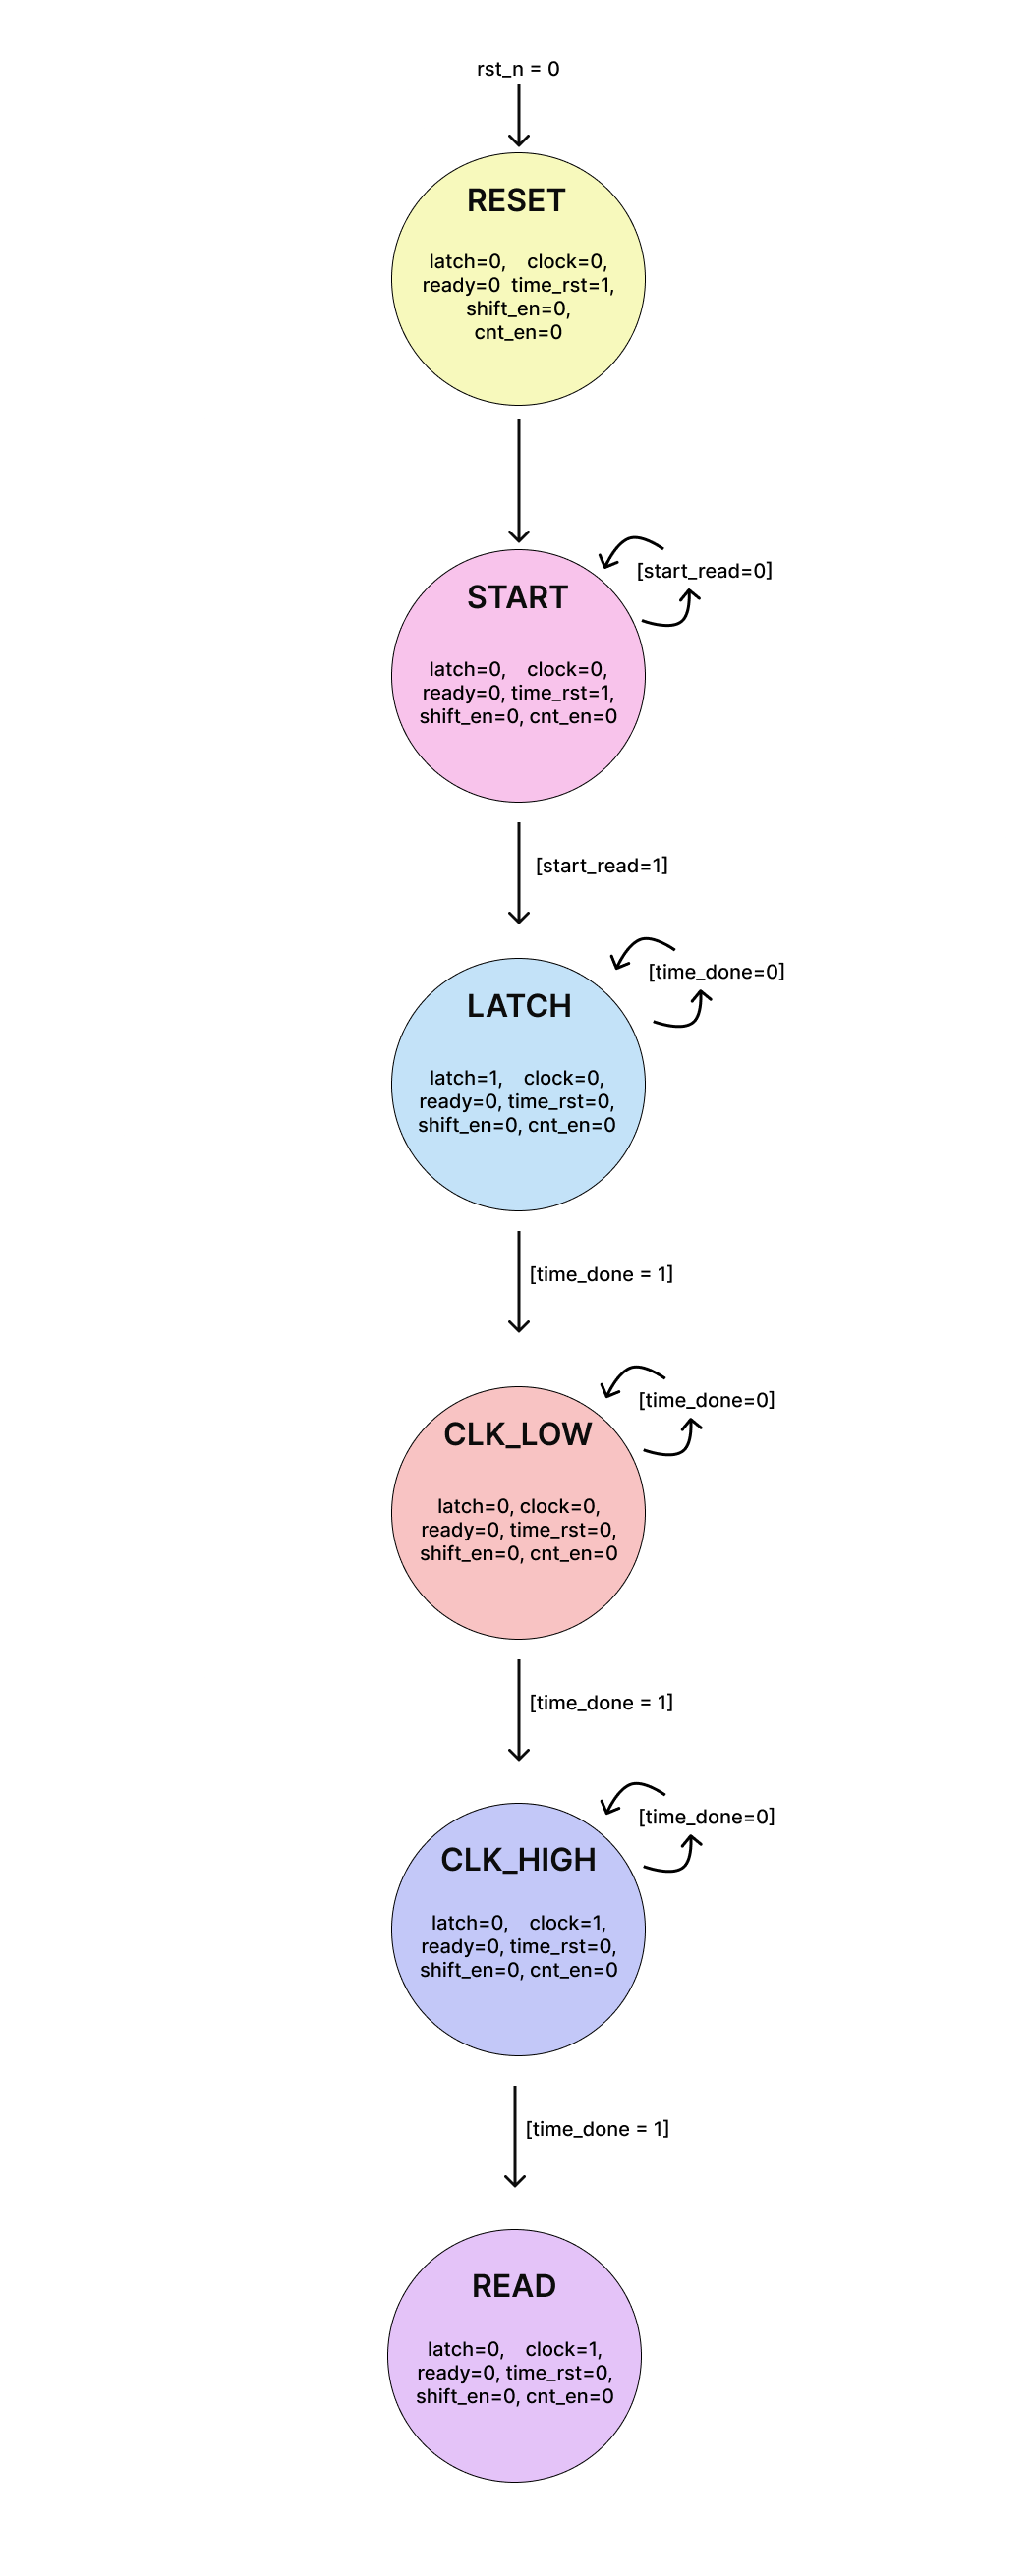 rst_n = 0
RESET
latch=0, clock=0,
ready=0 time_rst=1,
shift_en=0,
cnt_en=0
[start_read=0]
START
latch=0, clock=0,
ready=0, time_rst=1,
shift_en=0, cnt_en=0
[start_read=1]
[time_done=0]
LATCH
latch=1, clock=0,
ready=0, time_rst=0,
shift_en=0, cnt_en=0
[time_done = 1]
[time_done=0]
CLK_LOW
latch=0, clock=0,
ready=0, time_rst=0,
shift_en=0, cnt_en=0
[time_done = 1]
[time_done=0]
CLK_HIGH
latch=0, clock=1,
ready=0, time_rst=0,
shift_en=0, cnt_en=0
[time_done = 1]
READ
latch=0, clock=1,
ready=0, time_rst=0,
shift_en=0, cnt_en=0